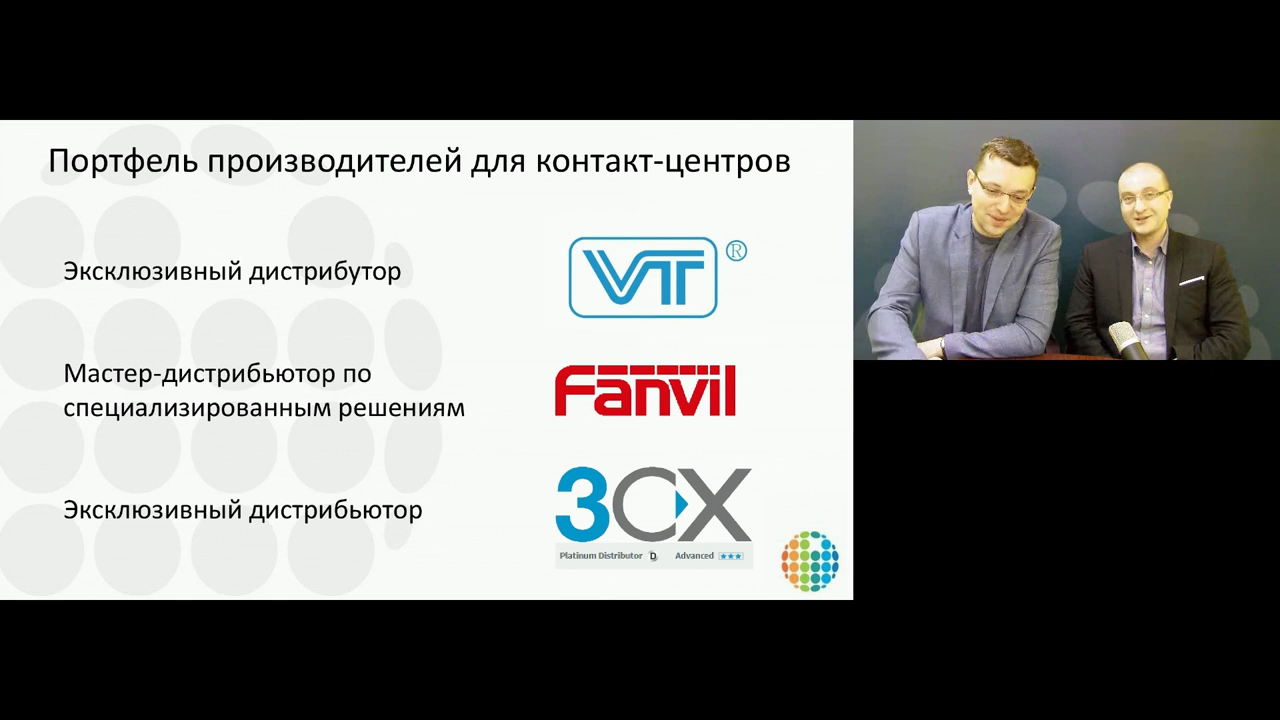 Портфель производителей для контакт-центров
Эксклюзивный дистрибутор
VT®
Мастер-дистрибьютор по
специализированным решениям
Fanvil
Эксклюзивный дистрибьютор
3CX
Platinum Distributor D Advanced